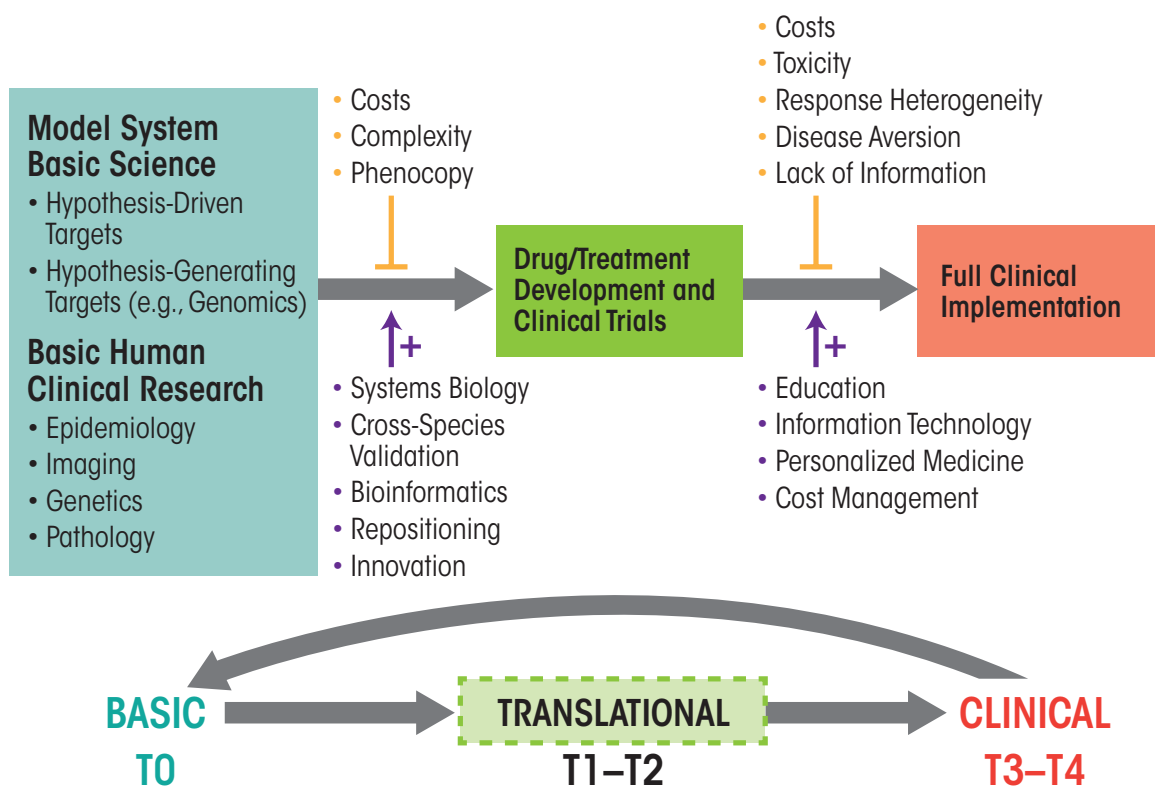 Model System
Basic Science
• Hypothesis-Driven
Targets
• Hypothesis-Generating
Targets (e.g., Genomics)
Basic Human
Clinical Research
• Epidemiology
• Imaging
• Genetics
• Pathology
• Costs
• Complexity
• Phenocopy
+
• Systems Biology
• Cross-Species
Validation
• Bioinformatics
• Repositioning
• Innovation
Drug/Treatment
Development and
Clinical Trials
• Costs
• Toxicity
• Response Heterogeneity
• Disease Aversion
• Lack of Information
+
• Education
• Information Technology
• Personalized Medicine
• Cost Management
Full Clinical
Implementation
BASIC
T0
TRANSLATIONAL
T1–T2
CLINICAL
T3–T4